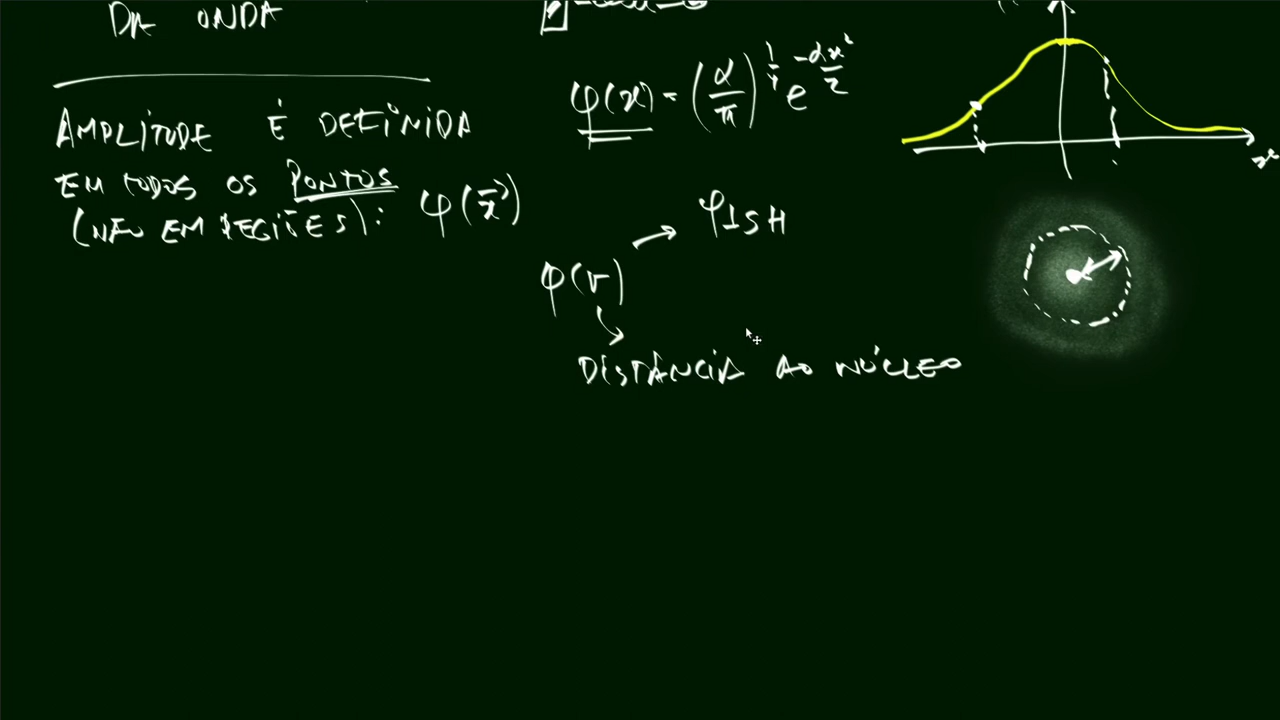 DA ONDA
AMPLITUDE É DEFINIDA
EM TODOS OS PONTOS
(NÃO EM REGIÕES): φ(x⃗)
φ(x) = (α/π)^1/4 e^-αx²/2
φ1SH
φ(r)
DISTÂNCIA AO NÚCLEO